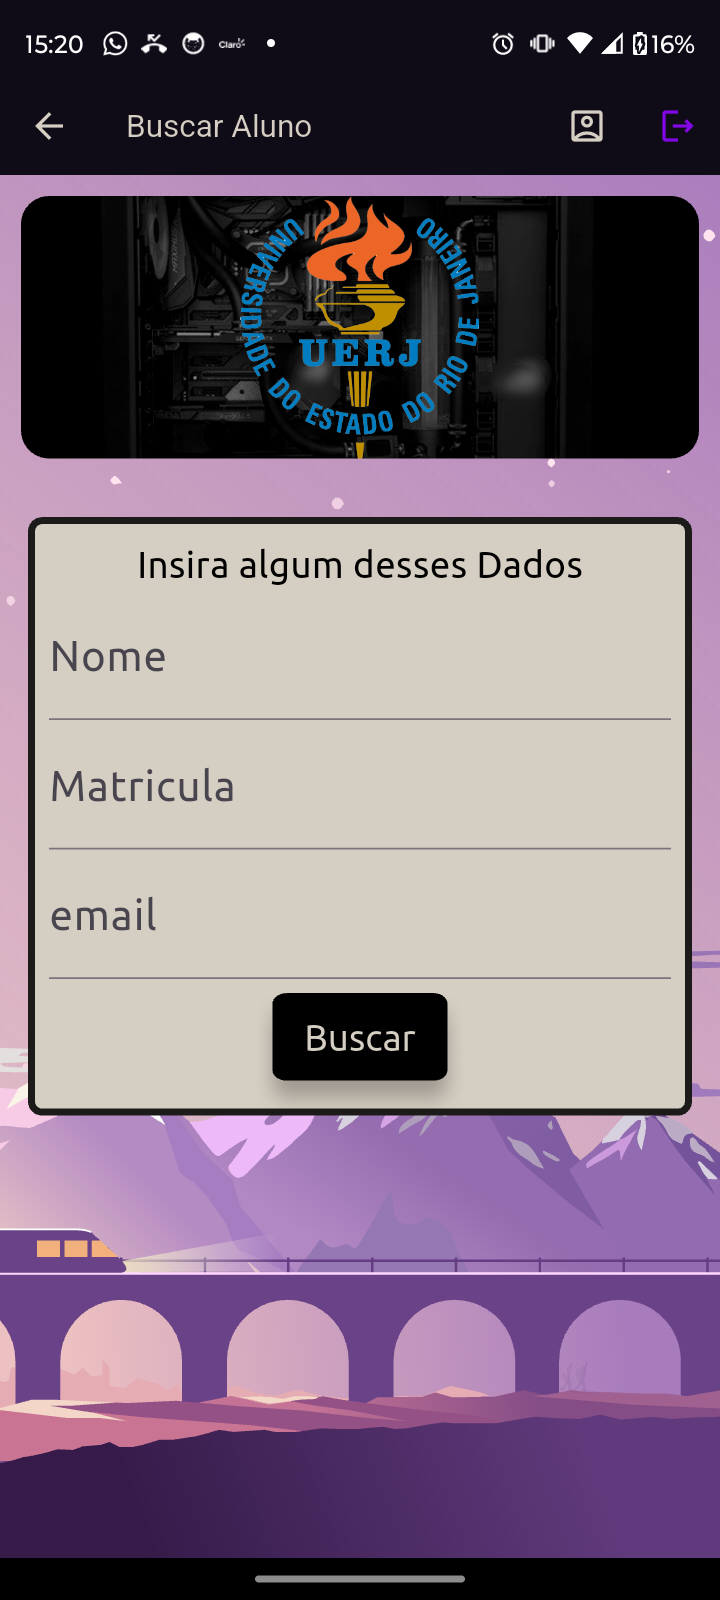 15:20 Claro 16%
Buscar Aluno
UNIVERSIDADE DO ESTADO DO RIO DE JANEIRO
UERJ
Insira algum desses Dados
Nome
Matricula
email
Buscar